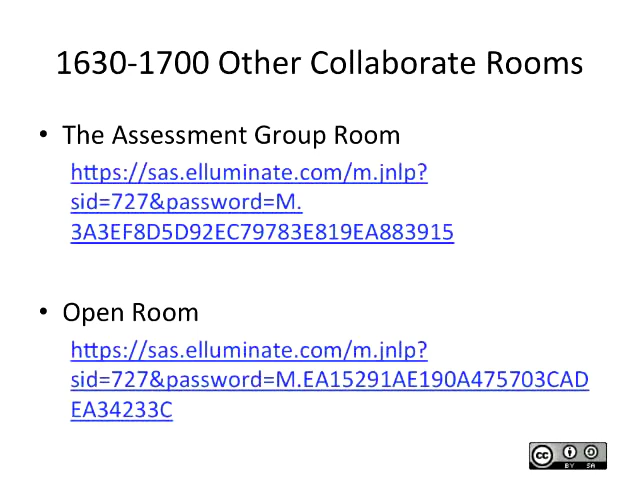 1630-1700 Other Collaborate Rooms
• The Assessment Group Room
https://sas.elluminate.com/m.jnlp?
sid=727&password=M.
3A3EF8D5D92EC79783E819EA883915
• Open Room
https://sas.elluminate.com/m.jnlp?
sid=727&password=M.EA15291AE190A475703CAD
EA34233C
cc
BY SA